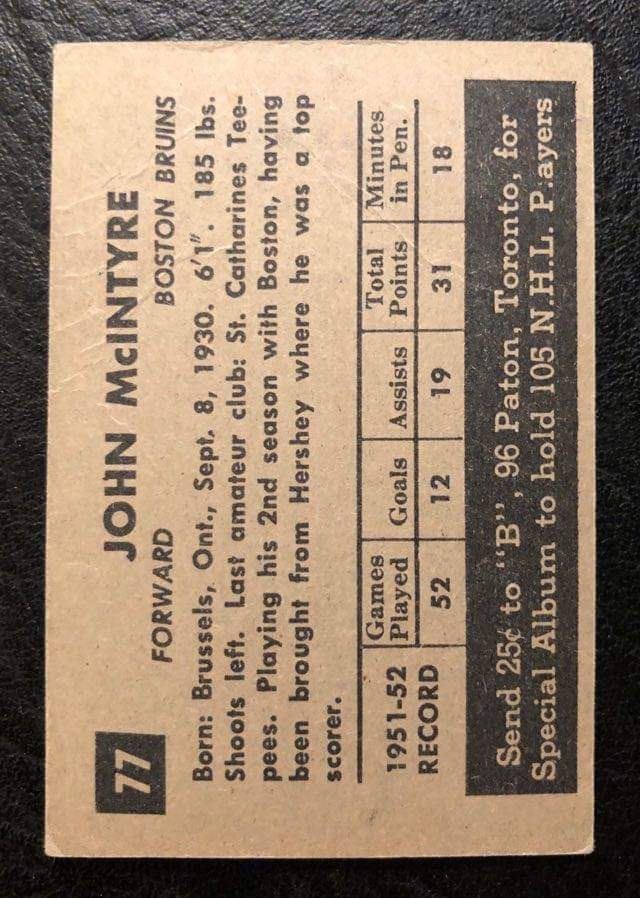 77
JOHN McINTYRE
FORWARD BOSTON BRUINS
Born: Brussels, Ont., Sept. 8, 1930. 6'1". 185 lbs.
Shoots left. Last amateur club: St. Catharines Tee-
pees. Playing his 2nd season with Boston, having
been brought from Hershey where he was a top
scorer.
1951-52 RECORD
Games Played Goals Assists Total Points Minutes in Pen.
52 12 19 31 18
Send 25¢ to "B", 96 Paton, Toronto, for
Special Album to hold 105 N.H.L. P.ayers